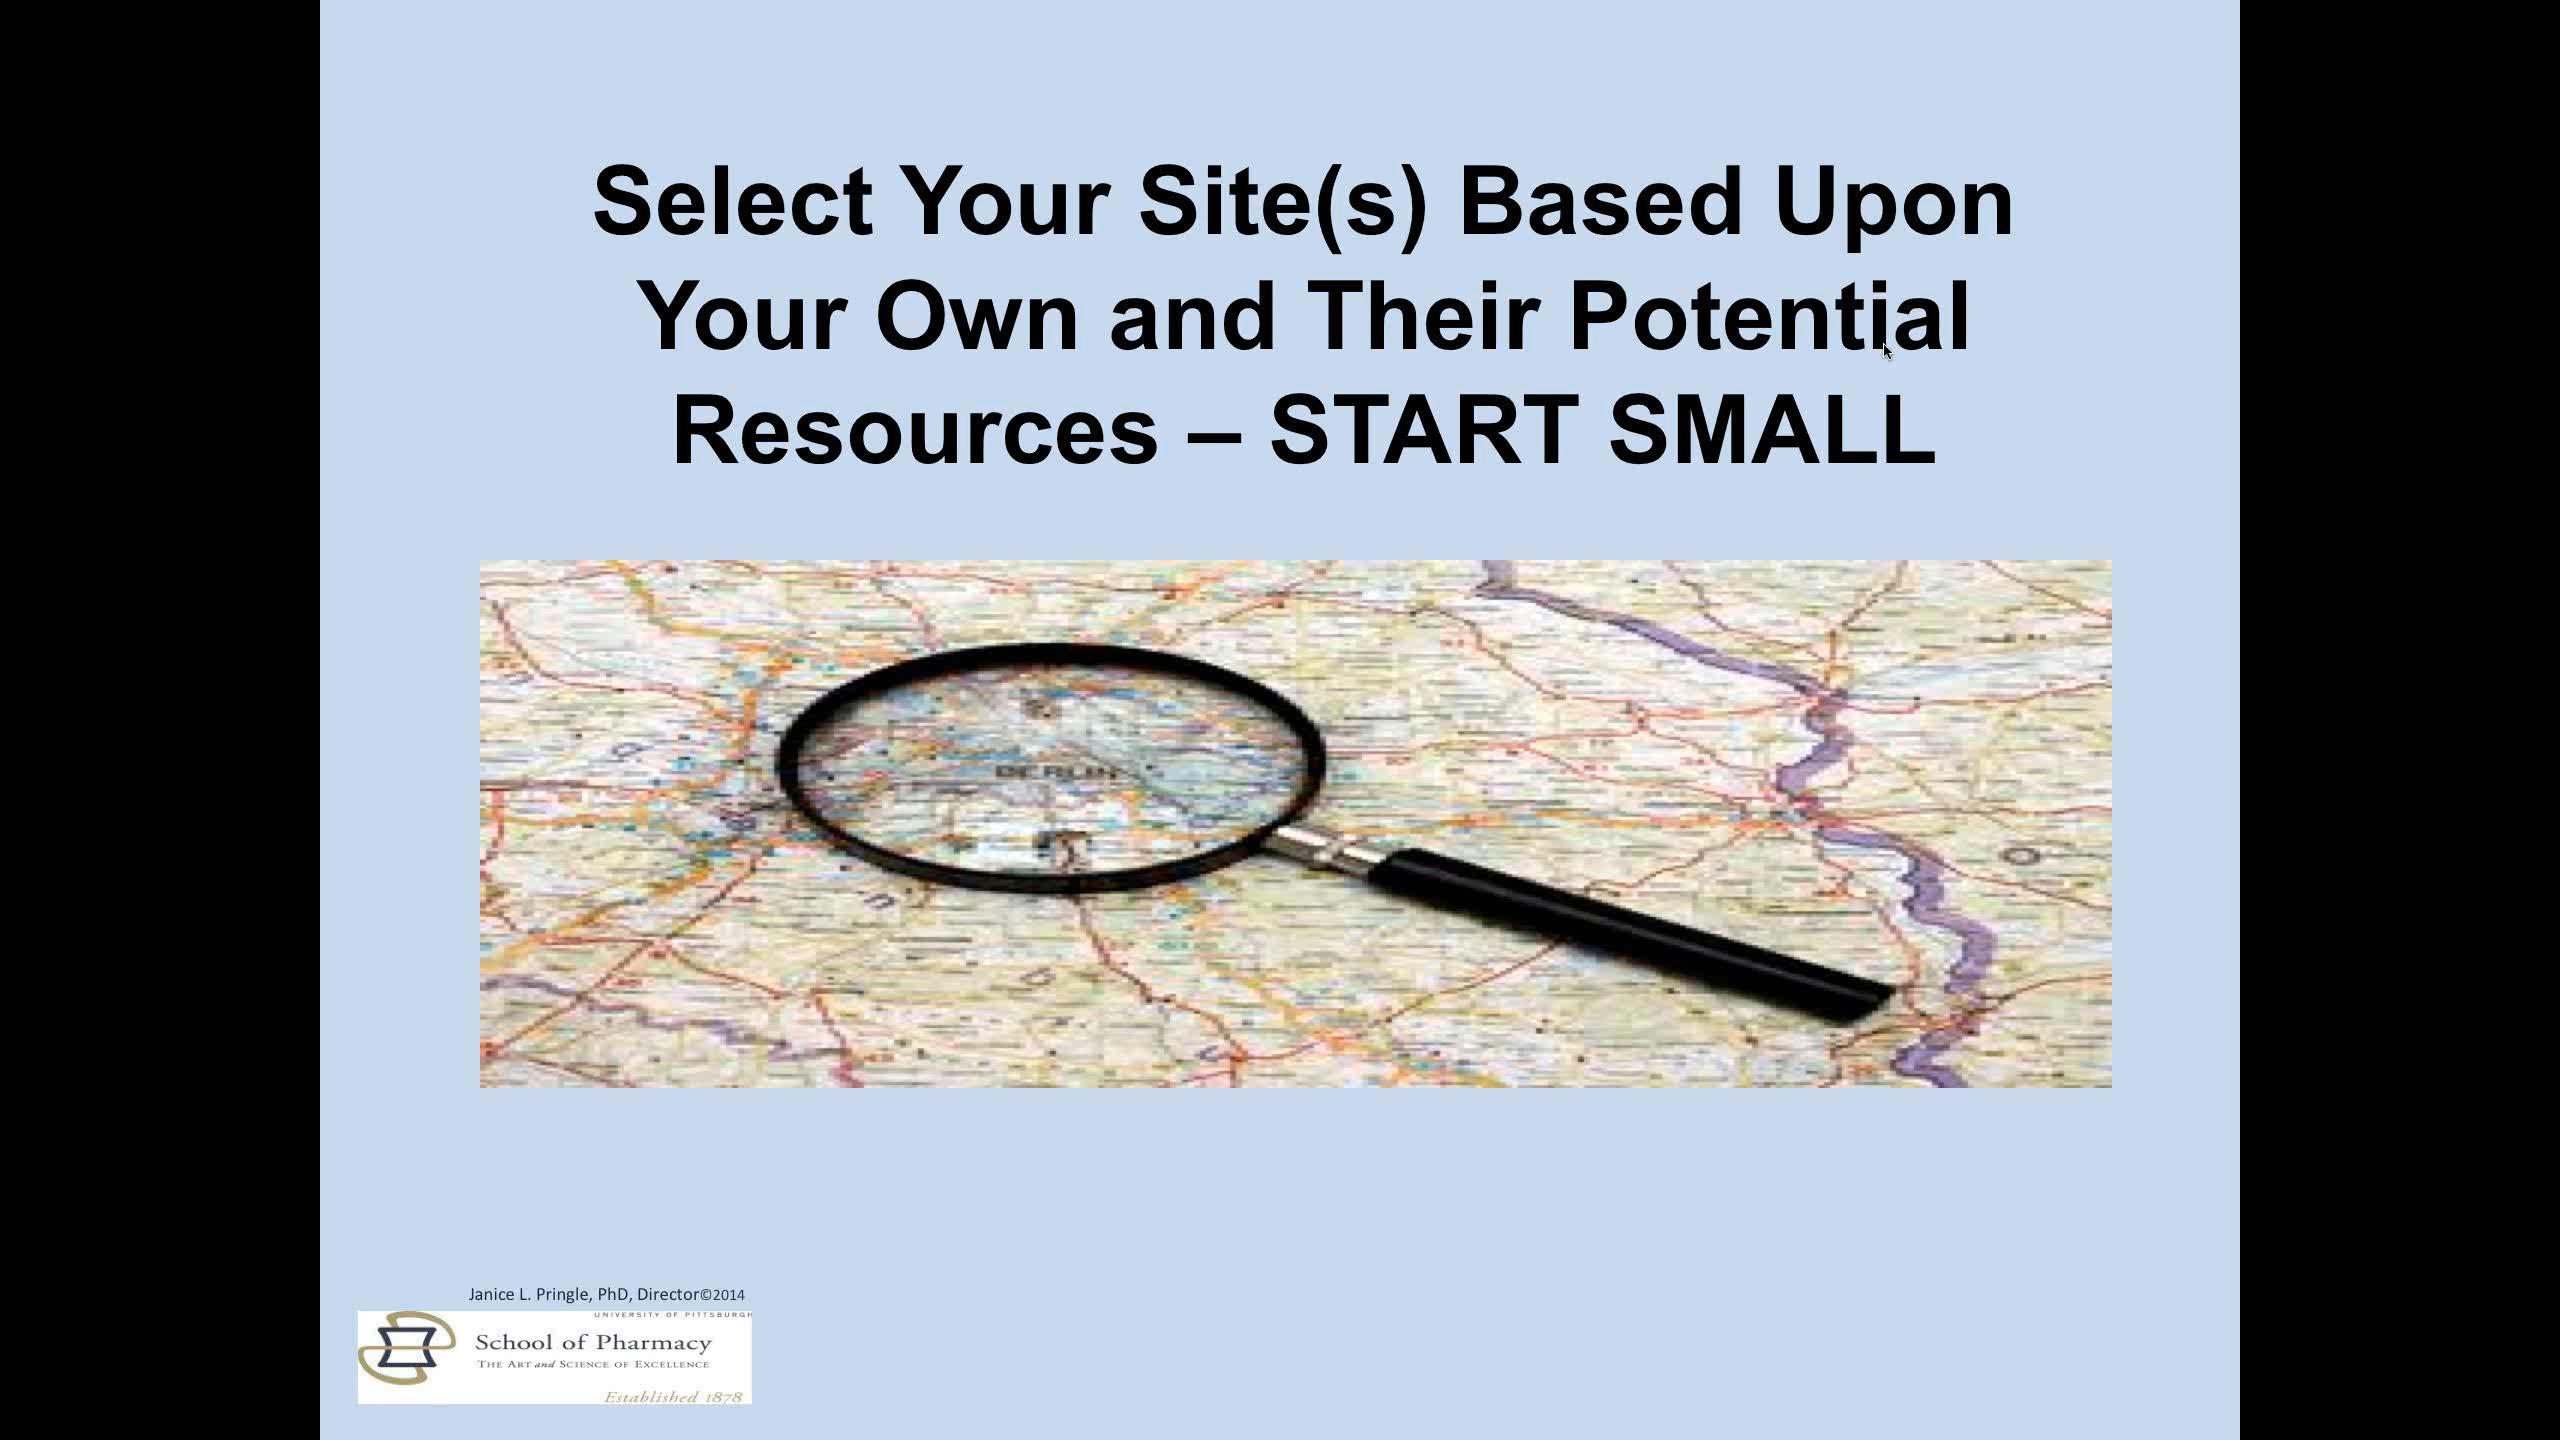 Select Your Site(s) Based Upon
Your Own and Their Potential
Resources – START SMALL
BERLIN
Janice L. Pringle, PhD, Director©2014
UNIVERSITY OF PITTSBURGH
School of Pharmacy
THE ART and SCIENCE OF EXCELLENCE
Established 1878